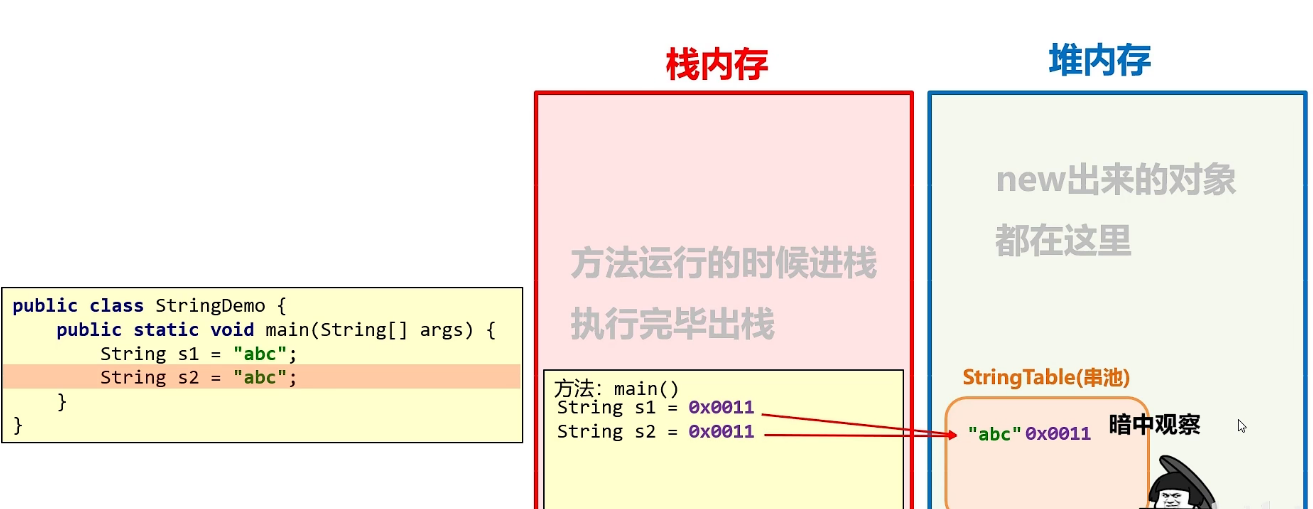 栈内存
堆内存
new出来的对象
都在这里
方法运行的时候进栈
执行完毕出栈
public class StringDemo {
    public static void main(String[] args) {
        String s1 = "abc";
        String s2 = "abc";
    }
}
方法: main()
String s1 = 0x0011
String s2 = 0x0011
StringTable(串池)
"abc" 0x0011
暗中观察